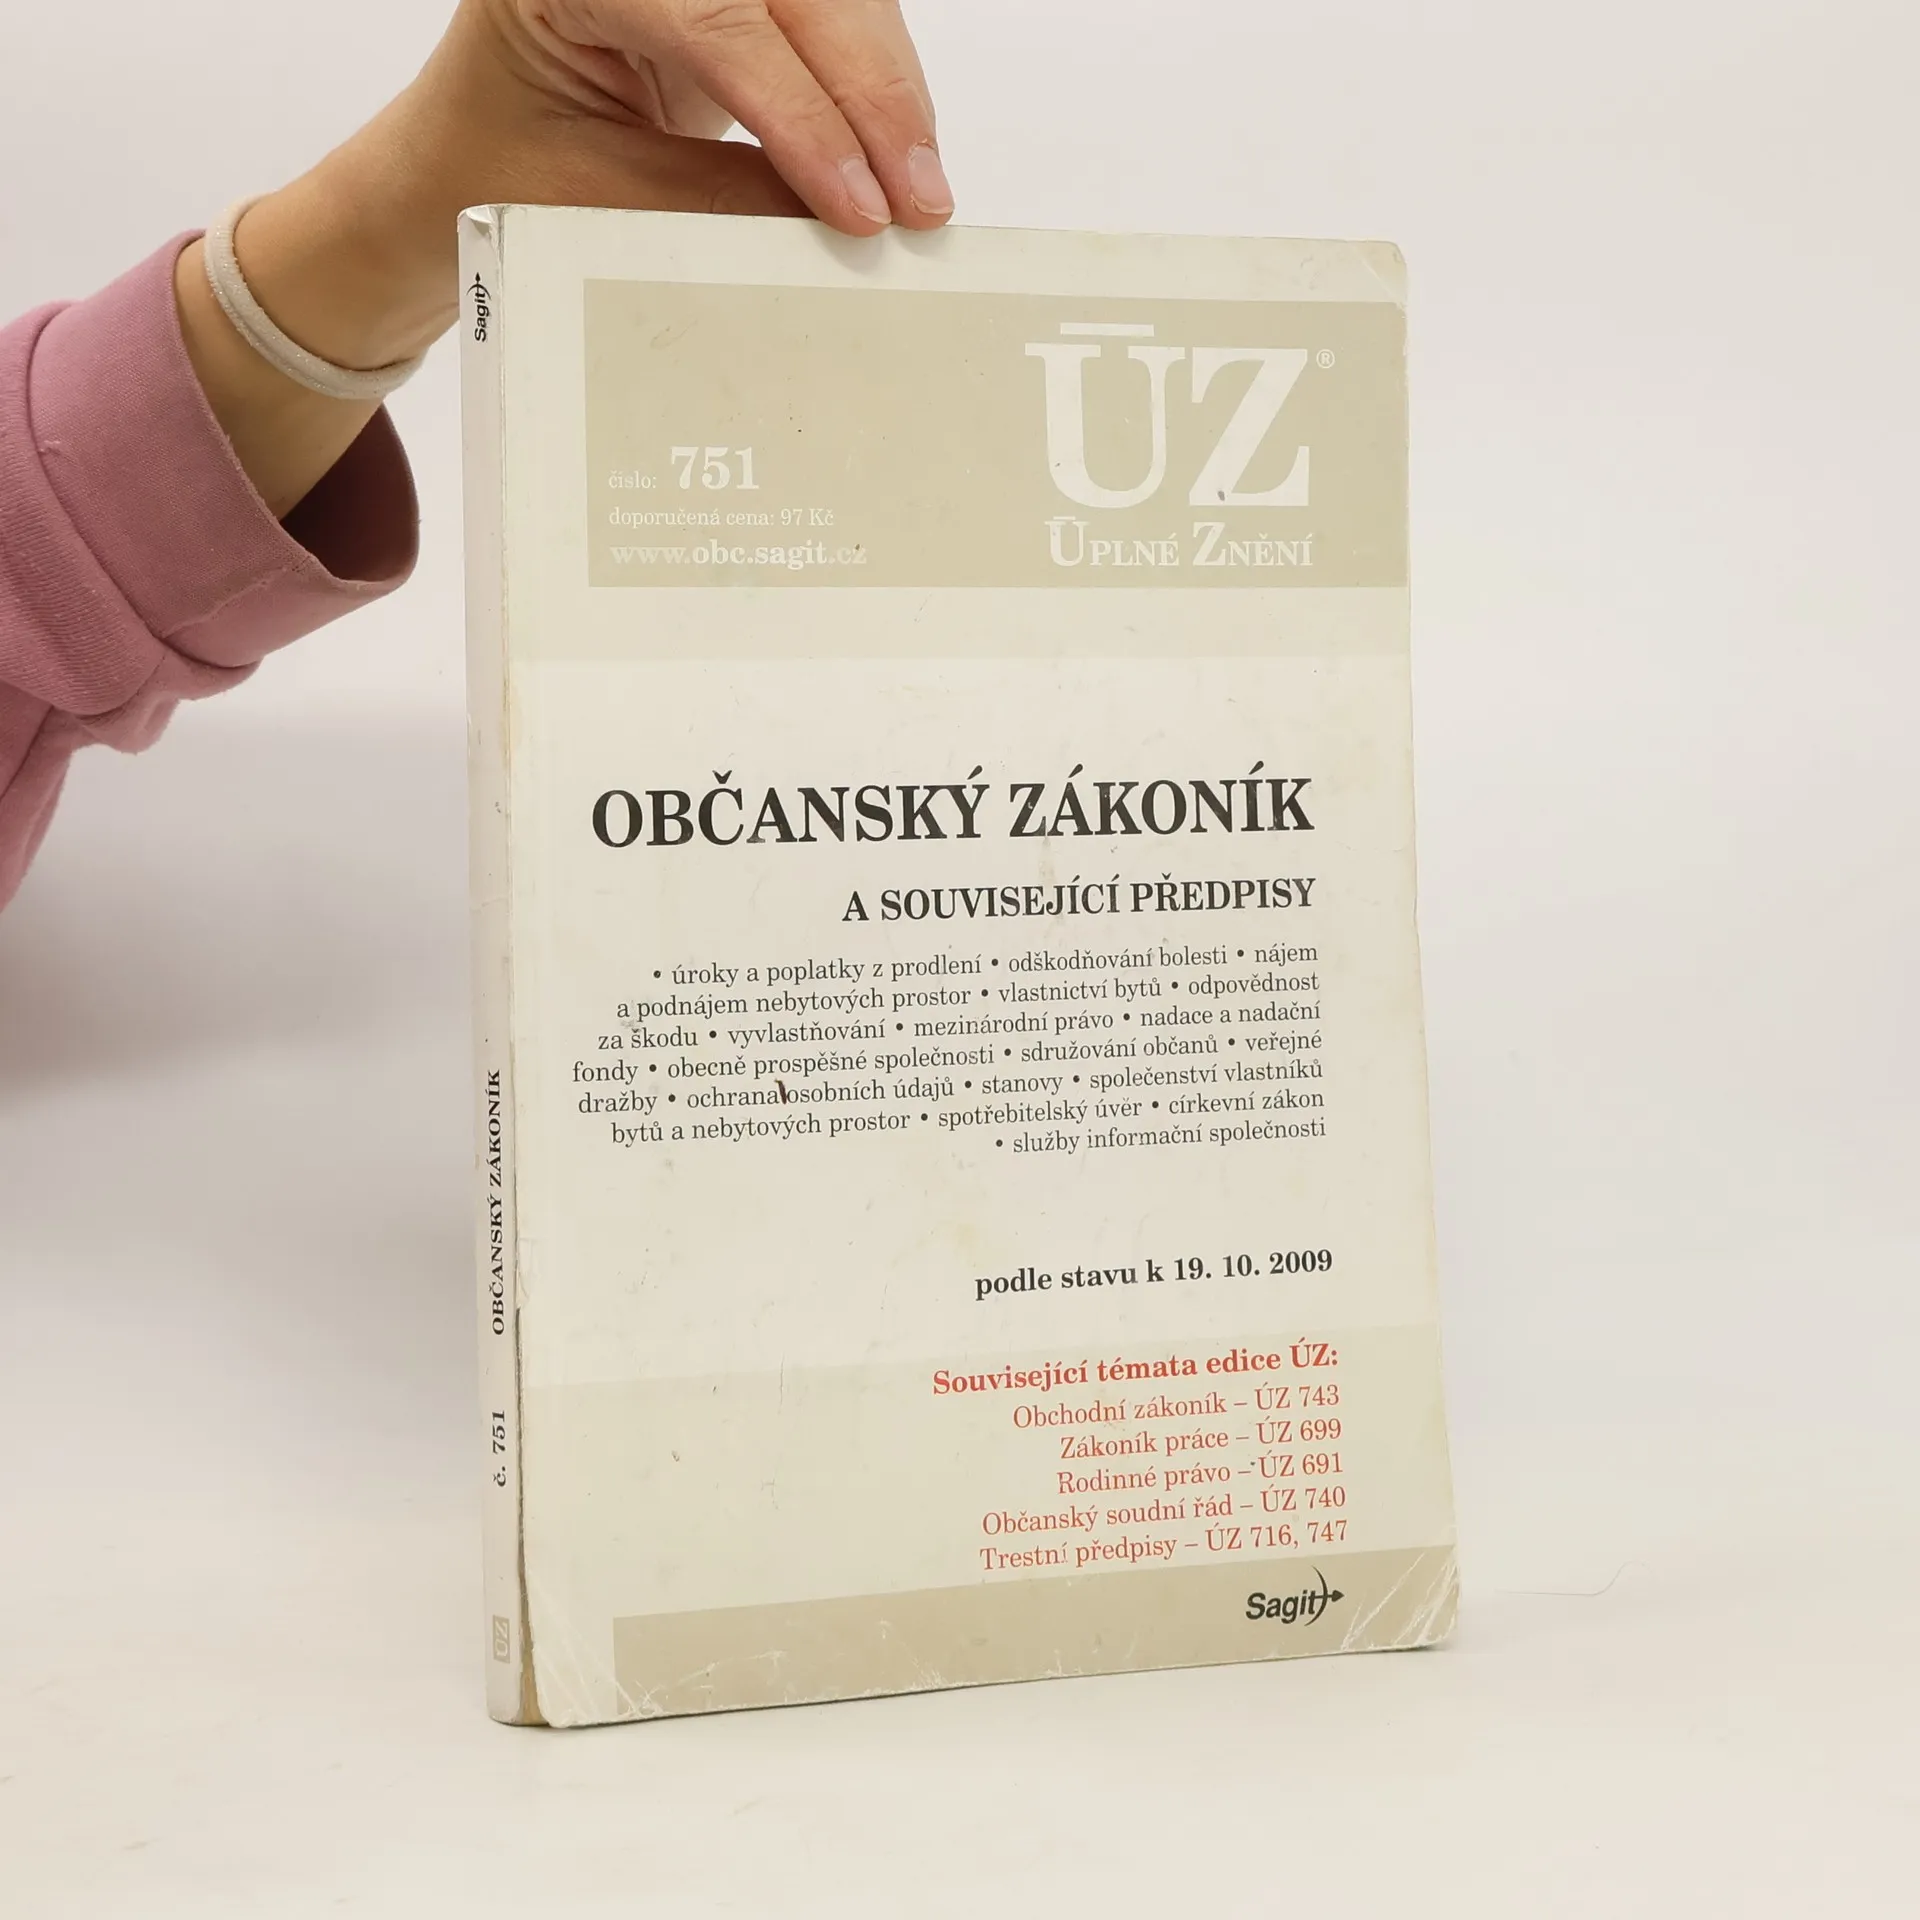 Sagit
OBČANSKÝ ZÁKONÍK
č. 751
ÚZ
ÚZ®
číslo: 751
doporučená cena: 97 Kč
www.obc.sagit.cz
ÚPLNÉ ZNĚNÍ
OBČANSKÝ ZÁKONÍK
A SOUVISEJÍCÍ PŘEDPISY
• úroky a poplatky z prodlení • odškodňování bolesti • nájem
a podnájem nebytových prostor • vlastnictví bytů • odpovědnost
za škodu • vyvlastňování • mezinárodní právo • nadace a nadační
fondy • obecně prospěšné společnosti • sdružování občanů • veřejné
dražby • ochrana osobních údajů • stanovy • společenství vlastníků
bytů a nebytových prostor • spotřebitelský úvěr • církevní zákon
• služby informační společnosti
podle stavu k 19. 10. 2009
Související témata edice ÚZ:
Obchodní zákoník – ÚZ 743
Zákoník práce – ÚZ 699
Rodinné právo – ÚZ 691
Občanský soudní řád – ÚZ 740
Trestní předpisy – ÚZ 716, 747
Sagit